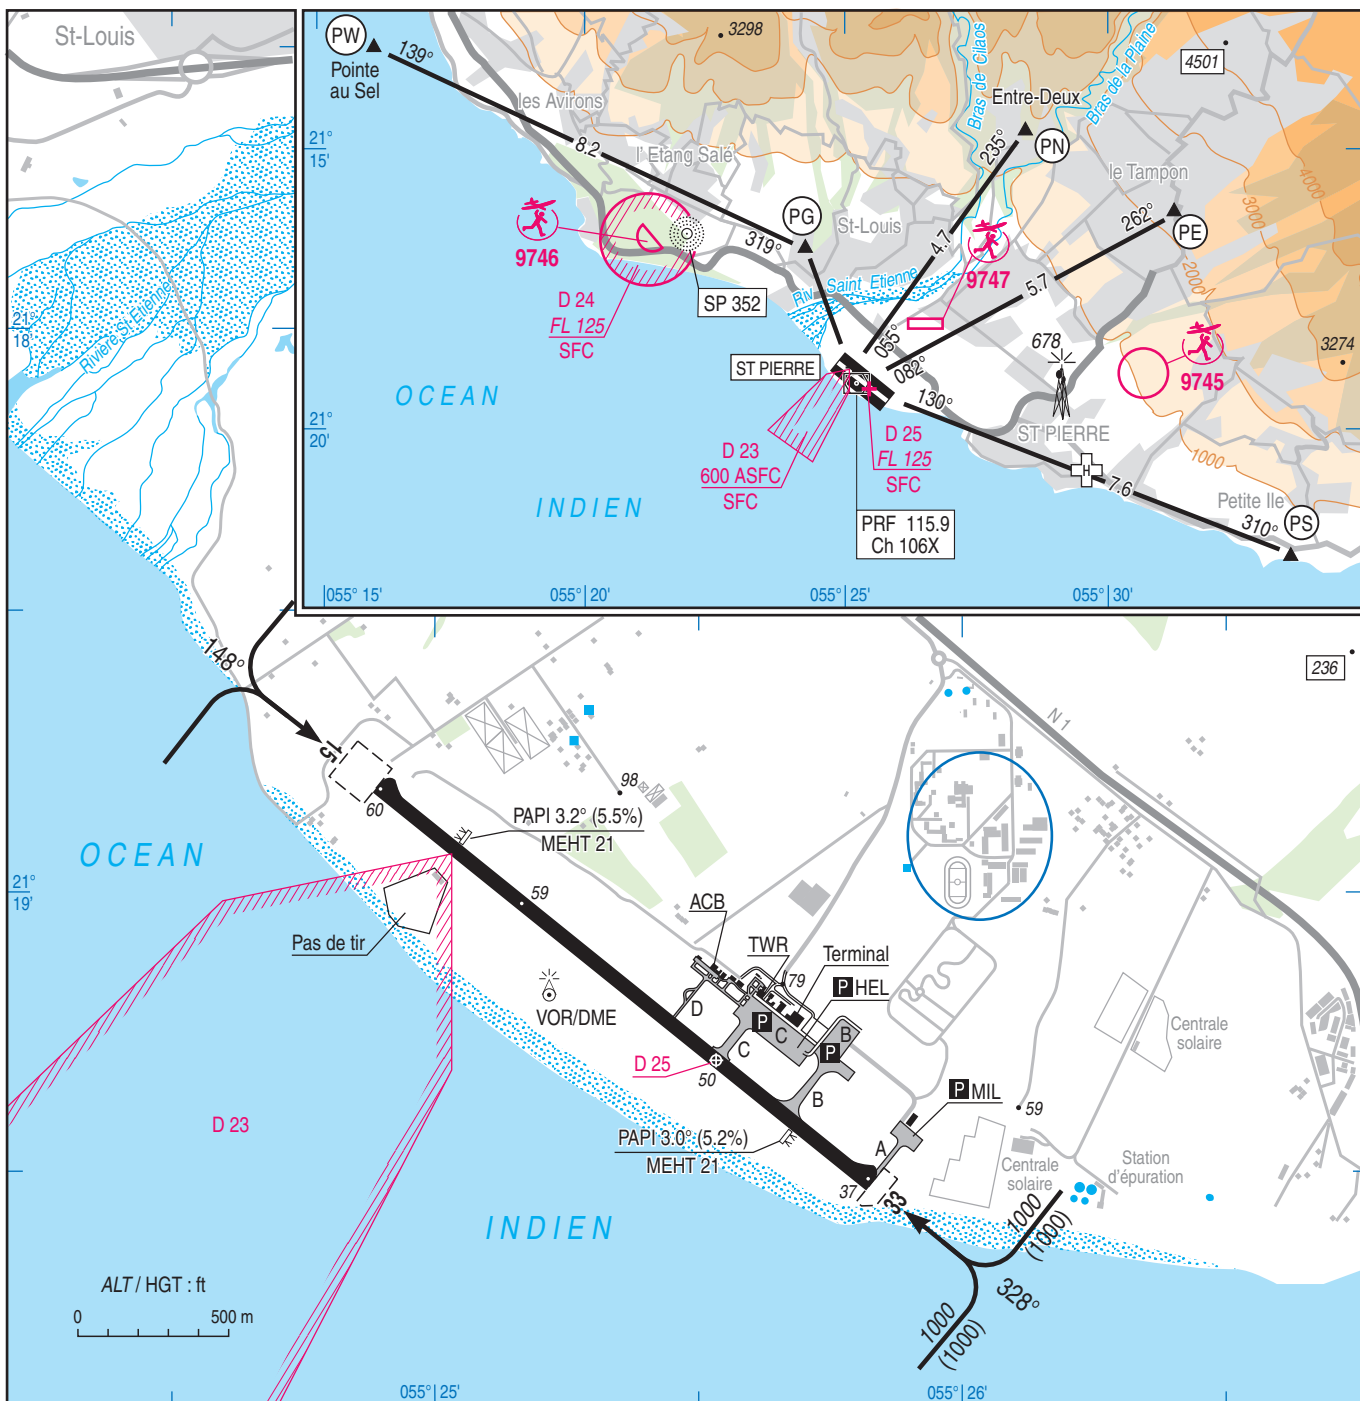 St-Louis
PW
Pointe
au Sel
139°
3298
4501
les Avirons
Bras de Cilaos
Entre-Deux
Bras de la Plaine
21°
15'
8.2
l' Etang Salé
235°
PN
le Tampon
4000
3000
9746
PG
319°
St-Louis
4.7
262°
PE
9747
2000
D 24
FL 125
SFC
SP 352
Riv Saint Etienne
5.7
678
3274
9745
21°
18'
Rivière St-Etienne
ST PIERRE
055°
082°
130°
OCEAN
21°
20'
D 23
600 ASFC
SFC
D 25
FL 125
SFC
ST PIERRE
1000
H
7.6
Petite Ile
310°
PS
INDIEN
PRF 115.9
Ch 106X
055° 15'
055° 20'
055° 25'
055° 30'
148°
236
N 1
15
60
98
PAPI 3.2° (5.5%)
MEHT 21
OCEAN
21°
19'
59
ACB
Pas de tir
TWR
Terminal
79
P HEL
VOR/DME
D
P
C
B
C
P
D 25
50
B
P MIL
Centrale
solaire
59
D 23
PAPI 3.0° (5.2%)
MEHT 21
A
37
33
Centrale
solaire
Station
d'épuration
INDIEN
1000
(1000)
328°
1000
(1000)
ALT / HGT : ft
0
500 m
055° 25'
055° 26'